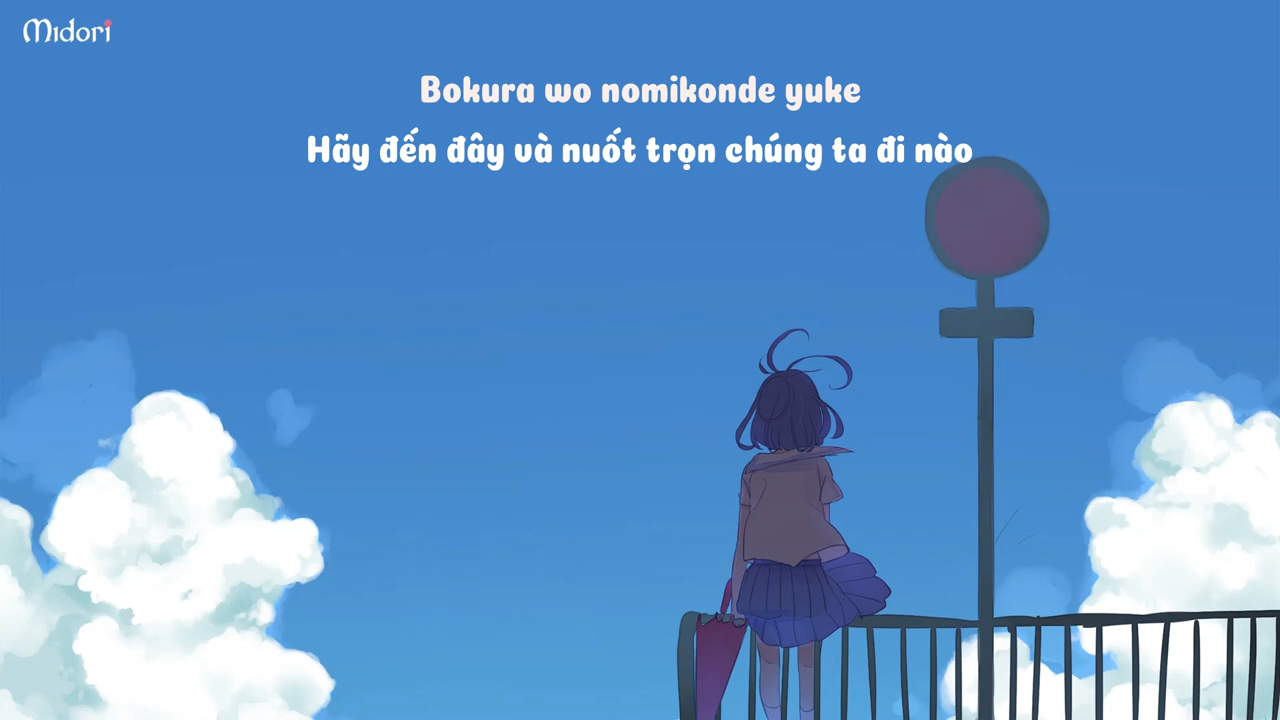 Midori
Bokura wo nomikonde yuke
Hãy đến đây và nuốt trọn chúng ta đi nào